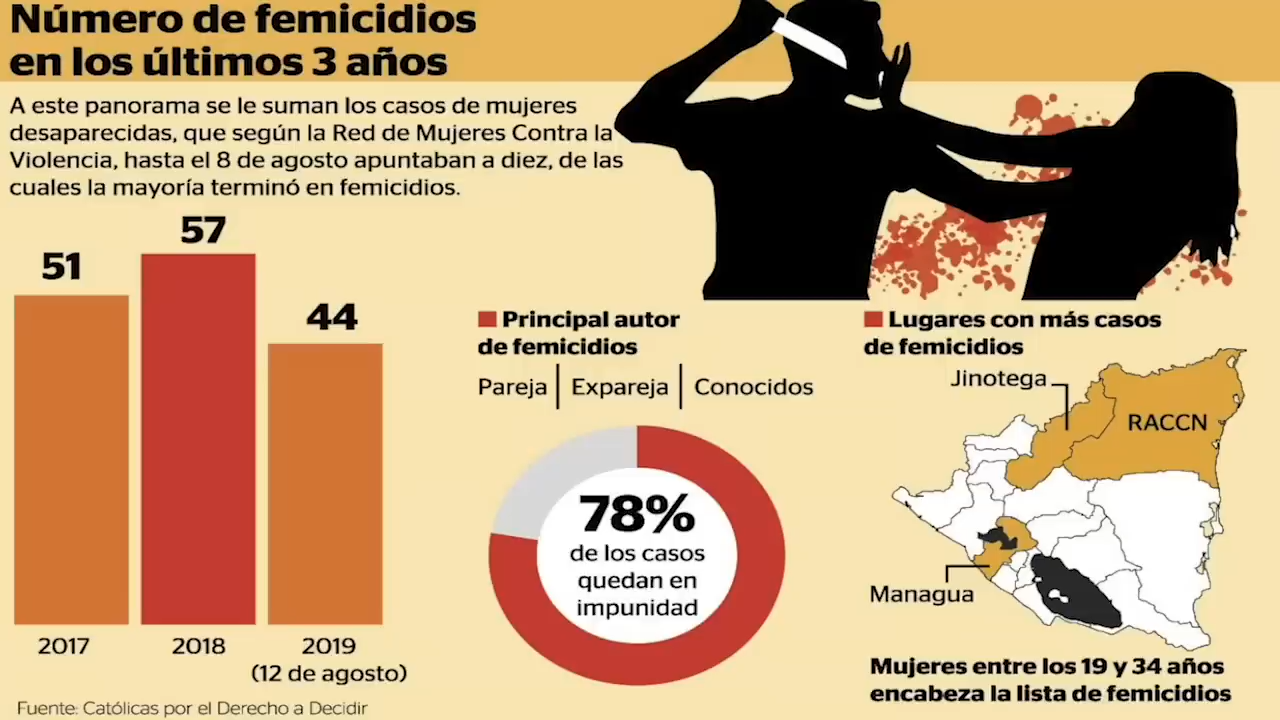 Número de femicidios
en los últimos 3 años
A este panorama se le suman los casos de mujeres
desaparecidas, que según la Red de Mujeres Contra la
Violencia, hasta el 8 de agosto apuntaban a diez, de las
cuales la mayoría terminó en femicidios.
51
57
44
2017
2018
2019
(12 de agosto)
Fuente: Católicas por el Derecho a Decidir
Principal autor
de femicidios
Pareja | Expareja | Conocidos
78%
de los casos
quedan en
impunidad
Lugares con más casos
de femicidios
Jinotega
RACCN
Managua
Mujeres entre los 19 y 34 años
encabeza la lista de femicidios